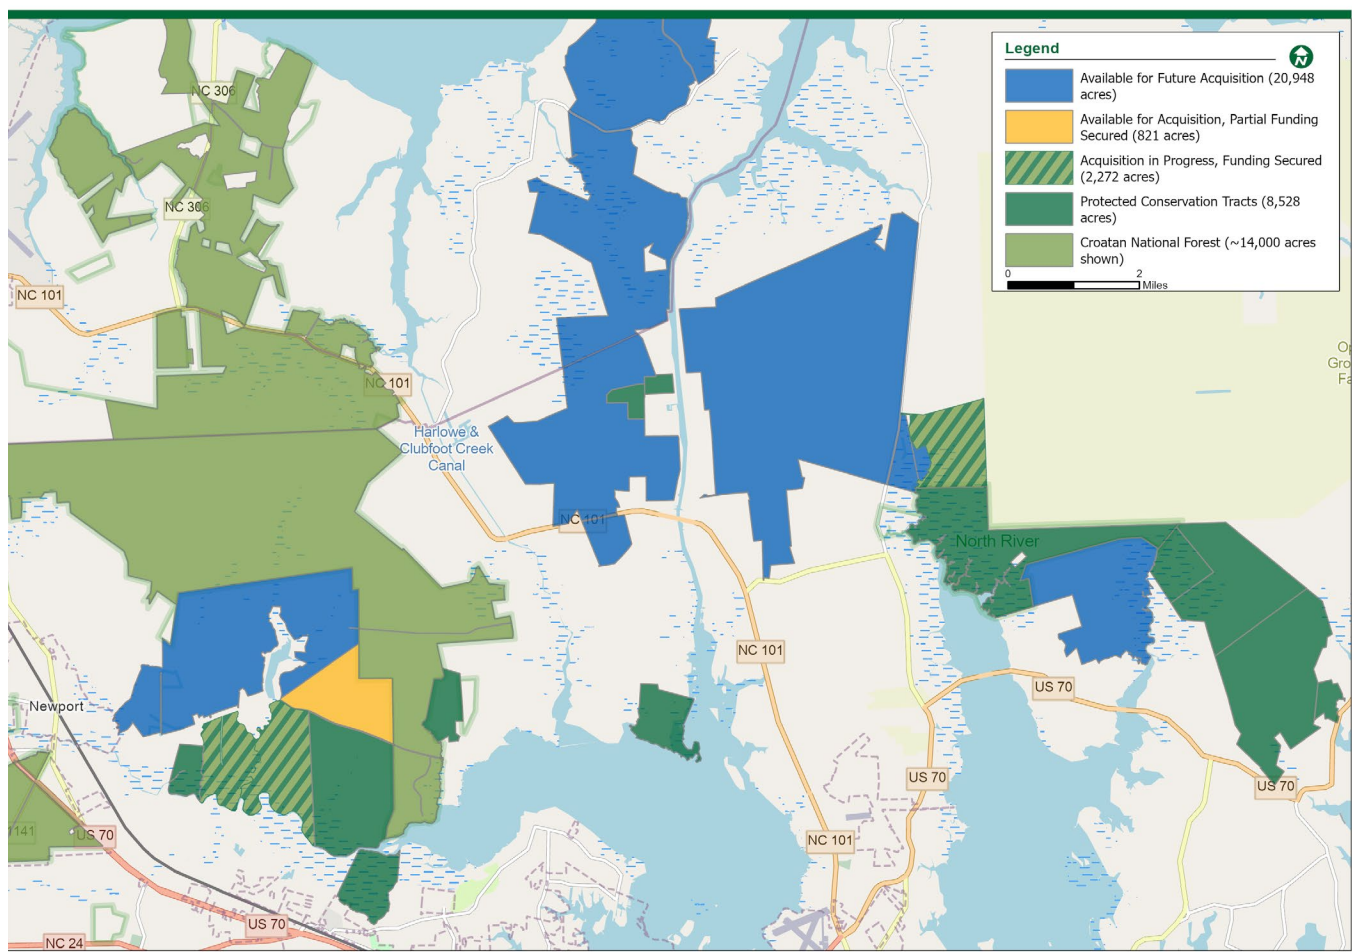 Legend
N
Available for Future Acquisition (20,948
acres)
Available for Acquisition, Partial Funding
Secured (821 acres)
Acquisition in Progress, Funding Secured
(2,272 acres)
Protected Conservation Tracts (8,528
acres)
Croatan National Forest (~14,000 acres
shown)
0 2
Miles
NC 306
NC 306
NC 101
NC 101
Harlowe &
Clubfoot Creek
Canal
NC 101
North River
NC 101
US 70
Newport
US 70
US 70
1141
US 70
NC 101
US 70
NC 24
Gro